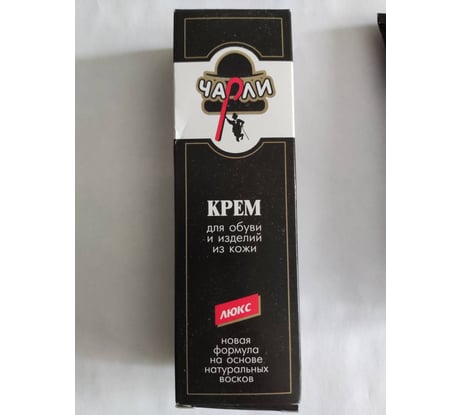 ЧАРЛИ
КРЕМ
для обуви
и изделий
из кожи
ЛЮКС
новая
формула
на основе
натуральных
восков